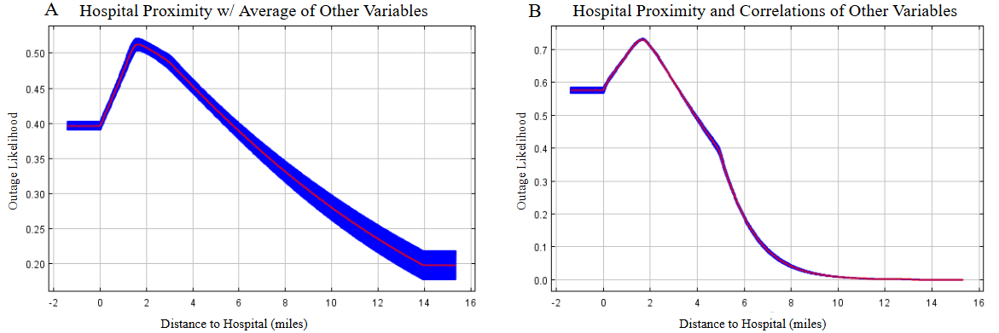 A Hospital Proximity w/ Average of Other Variables
0.50
0.45
0.40
0.35
0.30
0.25
0.20
Outage Likelihood
-2 0 2 4 6 8 10 12 14 16
Distance to Hospital (miles)
B Hospital Proximity and Correlations of Other Variables
0.7
0.6
0.5
0.4
0.3
0.2
0.1
0.0
Outage Likelihood
-2 0 2 4 6 8 10 12 14 16
Distance to Hospital (miles)